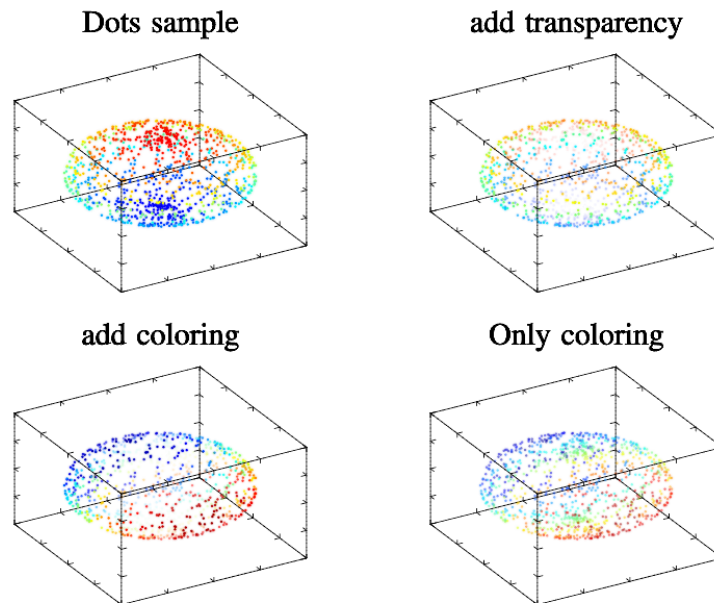 Dots sample
add transparency
add coloring
Only coloring